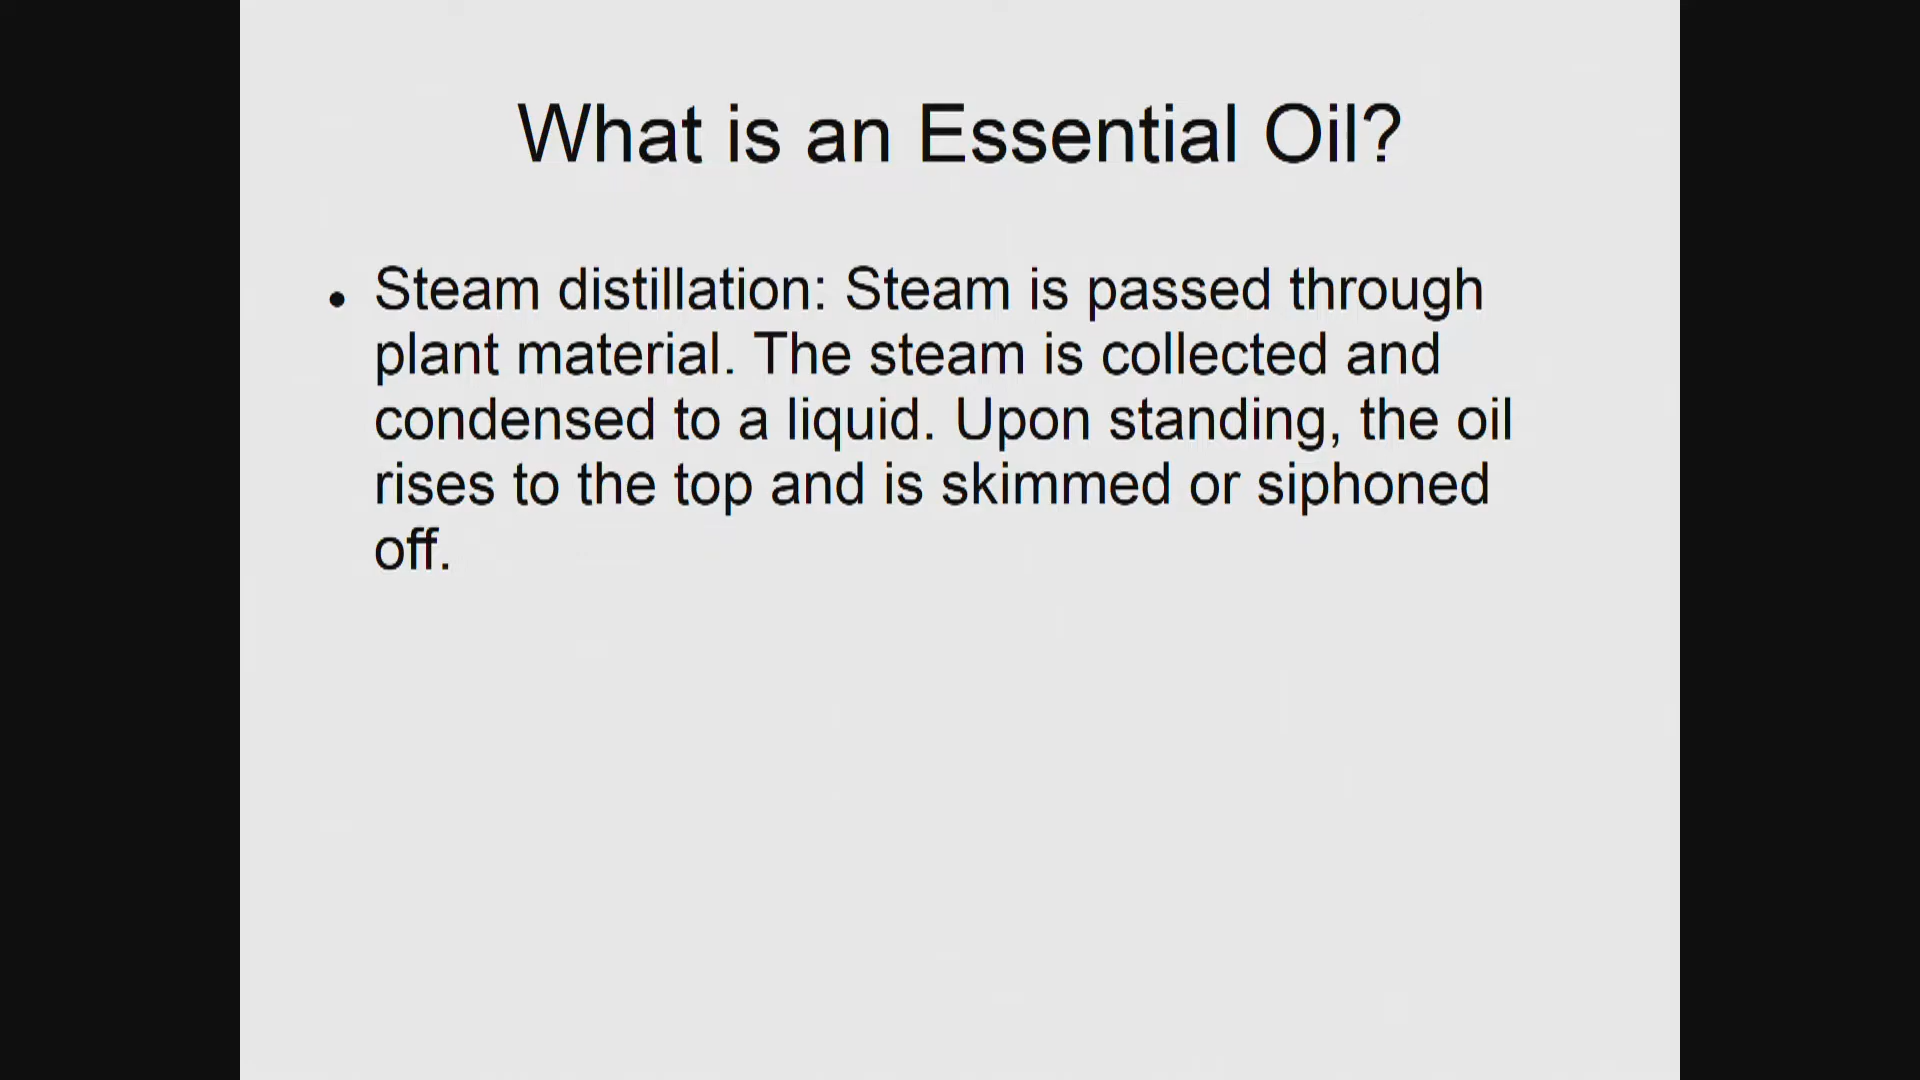 What is an Essential Oil?
• Steam distillation: Steam is passed through
plant material. The steam is collected and
condensed to a liquid. Upon standing, the oil
rises to the top and is skimmed or siphoned
off.